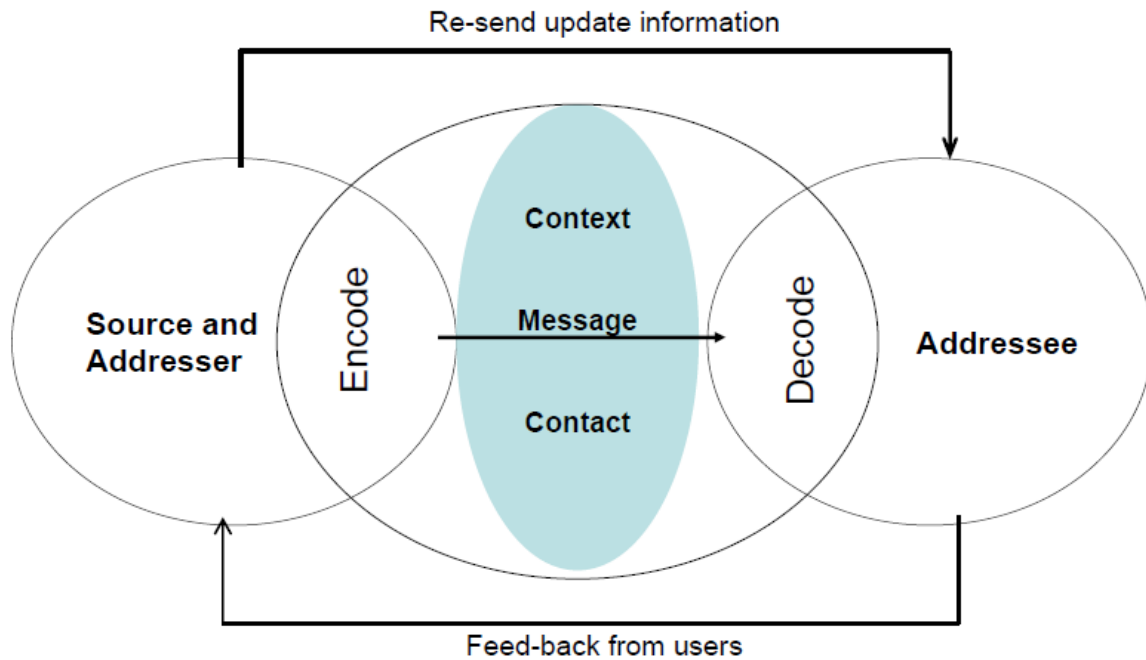 Re-send update information
Context
Source and
Addresser
Encode
Message
Decode
Addressee
Contact
Feed-back from users